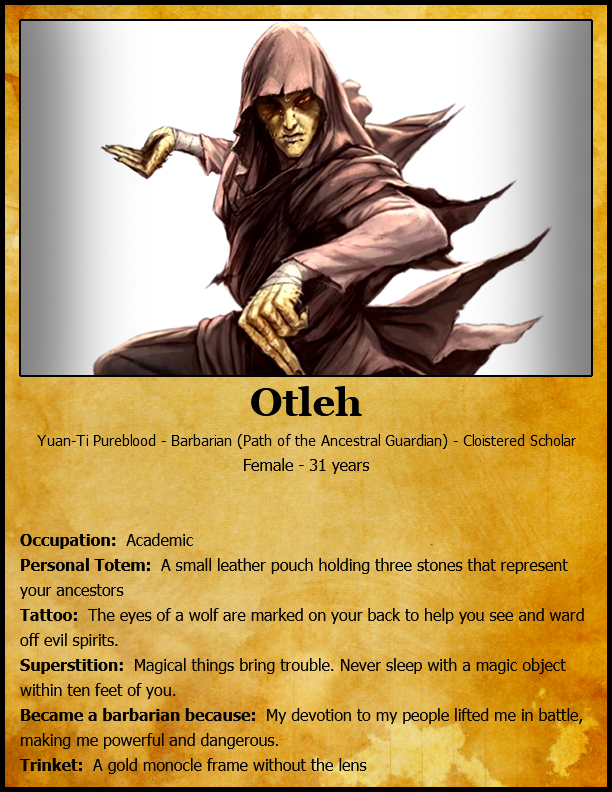 Otleh
Yuan-Ti Pureblood - Barbarian (Path of the Ancestral Guardian) - Cloistered Scholar
Female - 31 years
Occupation: Academic
Personal Totem: A small leather pouch holding three stones that represent
your ancestors
Tattoo: The eyes of a wolf are marked on your back to help you see and ward
off evil spirits.
Superstition: Magical things bring trouble. Never sleep with a magic object
within ten feet of you.
Became a barbarian because: My devotion to my people lifted me in battle,
making me powerful and dangerous.
Trinket: A gold monocle frame without the lens